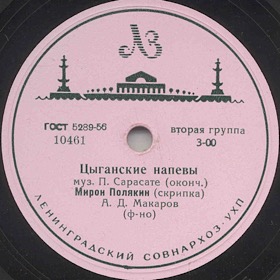 ЛЗ
ГОСТ 5289-56
вторая группа
10461
3-00
Цыганские напевы
муз. П. Сарасате (оконч.)
Мирон Полякин (скрипка)
А. Д. Макаров
(ф-но)
ЛЕНИНГРАДСКИЙ СОВНАРХОЗ·УХП